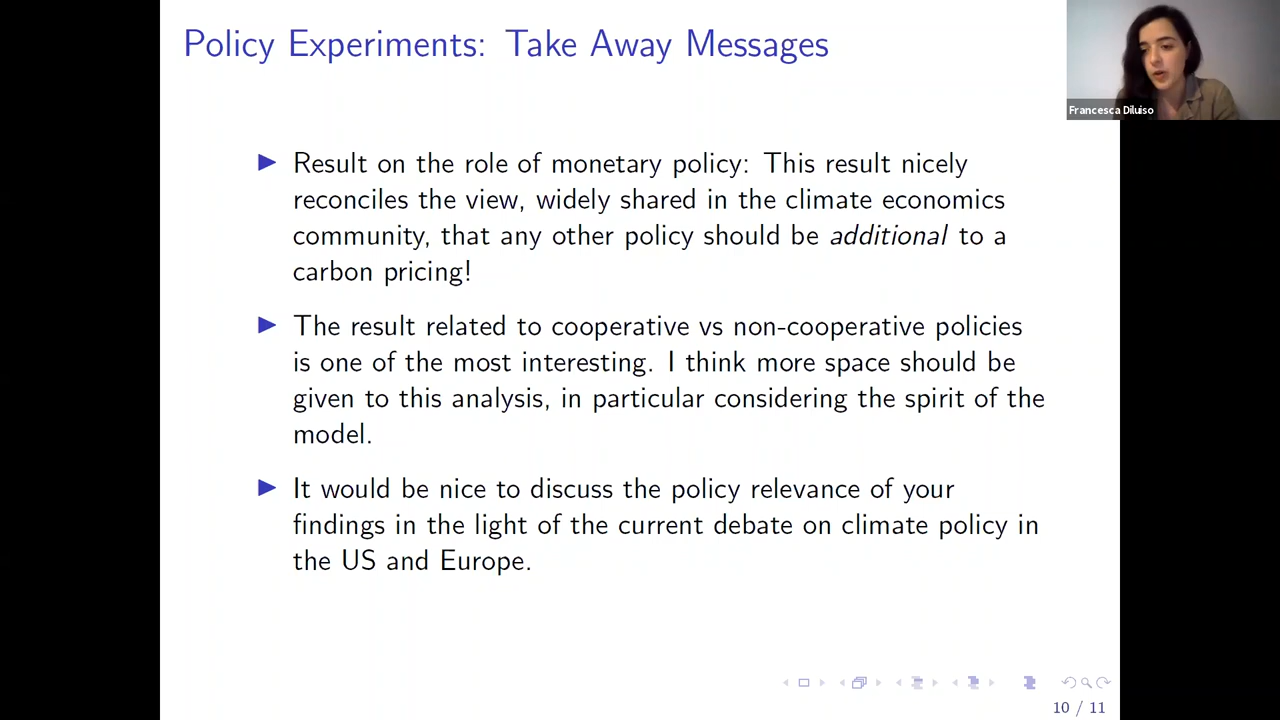 Policy Experiments: Take Away Messages
Francesca Diluiso
Result on the role of monetary policy: This result nicely
reconciles the view, widely shared in the climate economics
community, that any other policy should be additional to a
carbon pricing!
The result related to cooperative vs non-cooperative policies
is one of the most interesting. I think more space should be
given to this analysis, in particular considering the spirit of the
model.
It would be nice to discuss the policy relevance of your
findings in the light of the current debate on climate policy in
the US and Europe.
10 / 11